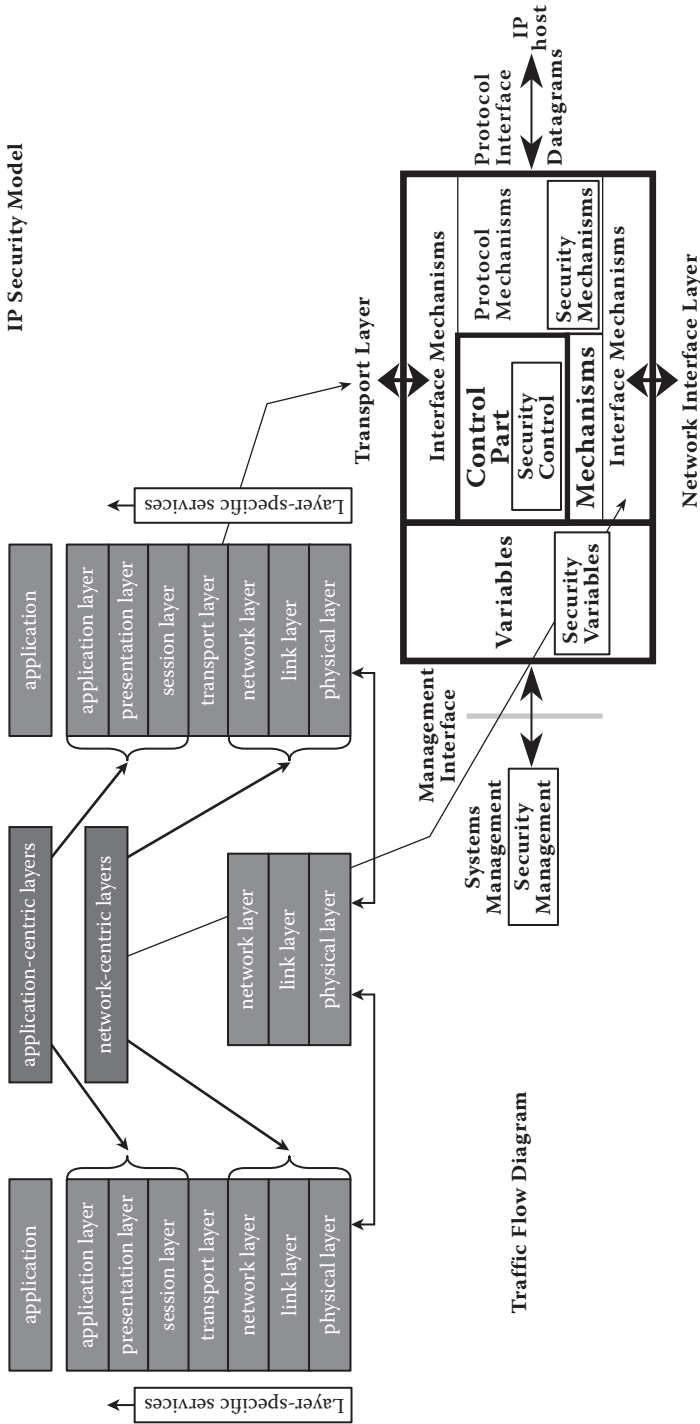 IP Security Model
application
application layer
presentation layer
session layer
transport layer
network layer
link layer
physical layer
Layer-specific services
application-centric layers
network-centric layers
network layer
link layer
physical layer
application
application layer
presentation layer
session layer
transport layer
network layer
link layer
physical layer
Layer-specific services
Traffic Flow Diagram
Transport Layer
Systems
Management
Security
Management
Management
Interface
Variables
Security
Variables
Interface Mechanisms
Control
Part
Security
Control
Mechanisms
Protocol
Mechanisms
Security
Mechanisms
Interface Mechanisms
Protocol
Interface
Datagrams
IP
host
Network Interface Layer